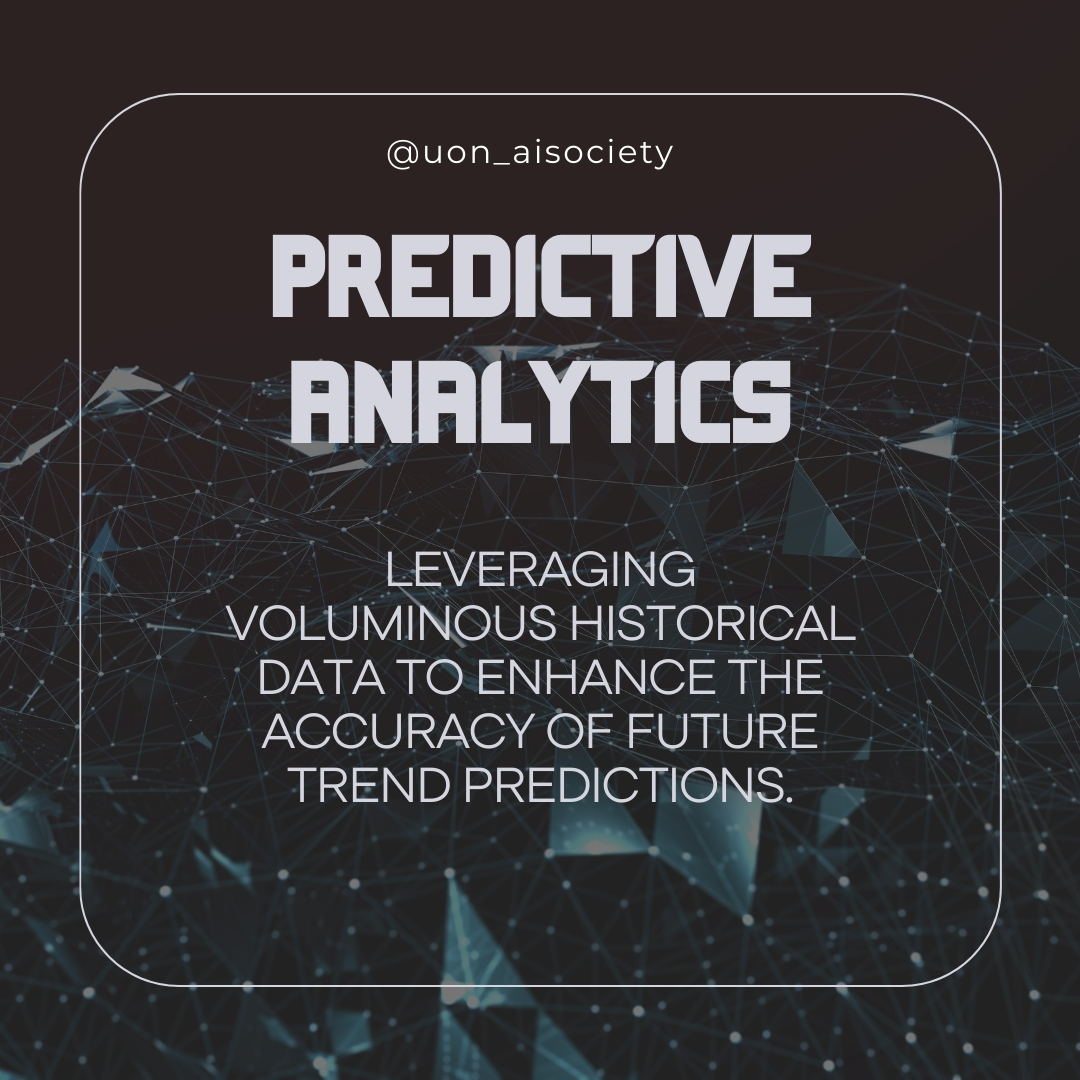 @uon_aisociety
PREDICTIVE
ANALYTICS
LEVERAGING
VOLUMINOUS HISTORICAL
DATA TO ENHANCE THE
ACCURACY OF FUTURE
TREND PREDICTIONS.